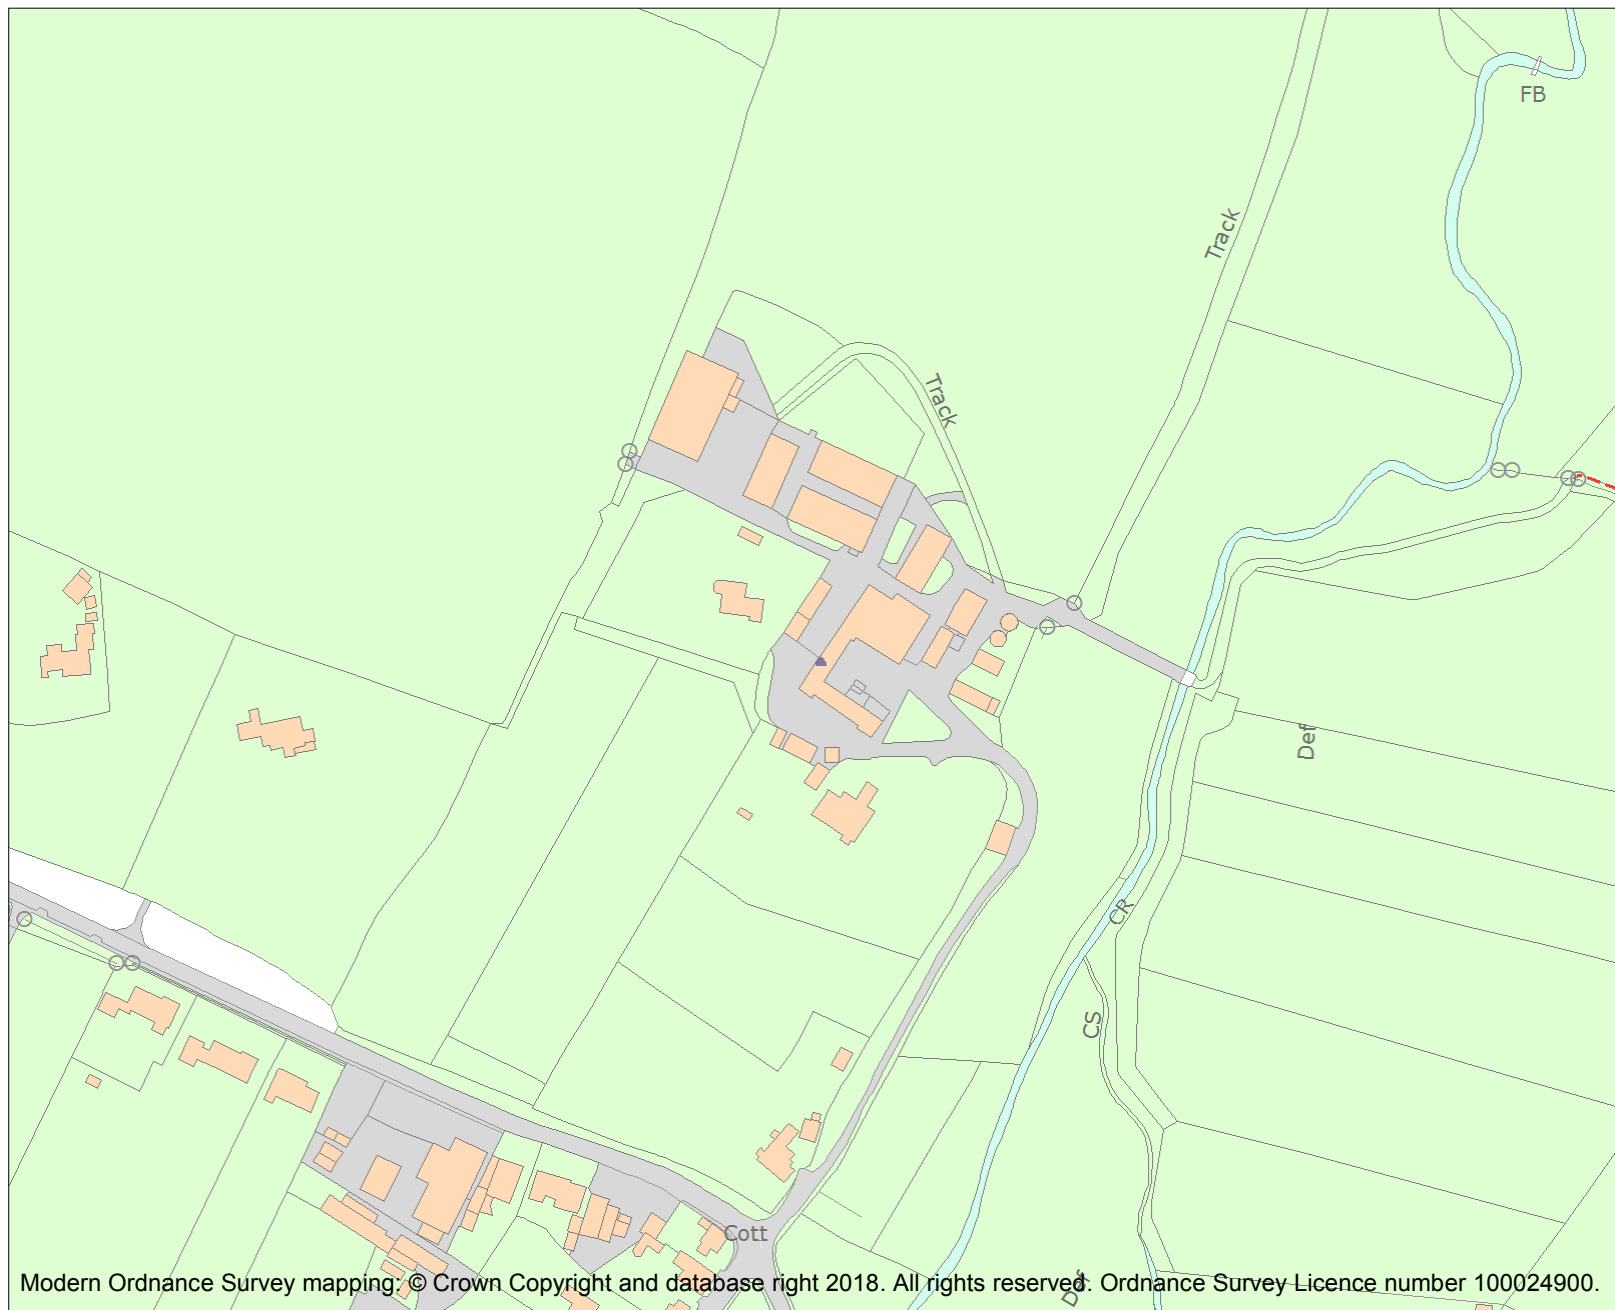 FB
Track
Track
Def
CR
CS
Cott
Def
Modern Ordnance Survey mapping: © Crown Copyright and database right 2018. All rights reserved. Ordnance Survey Licence number 100024900.